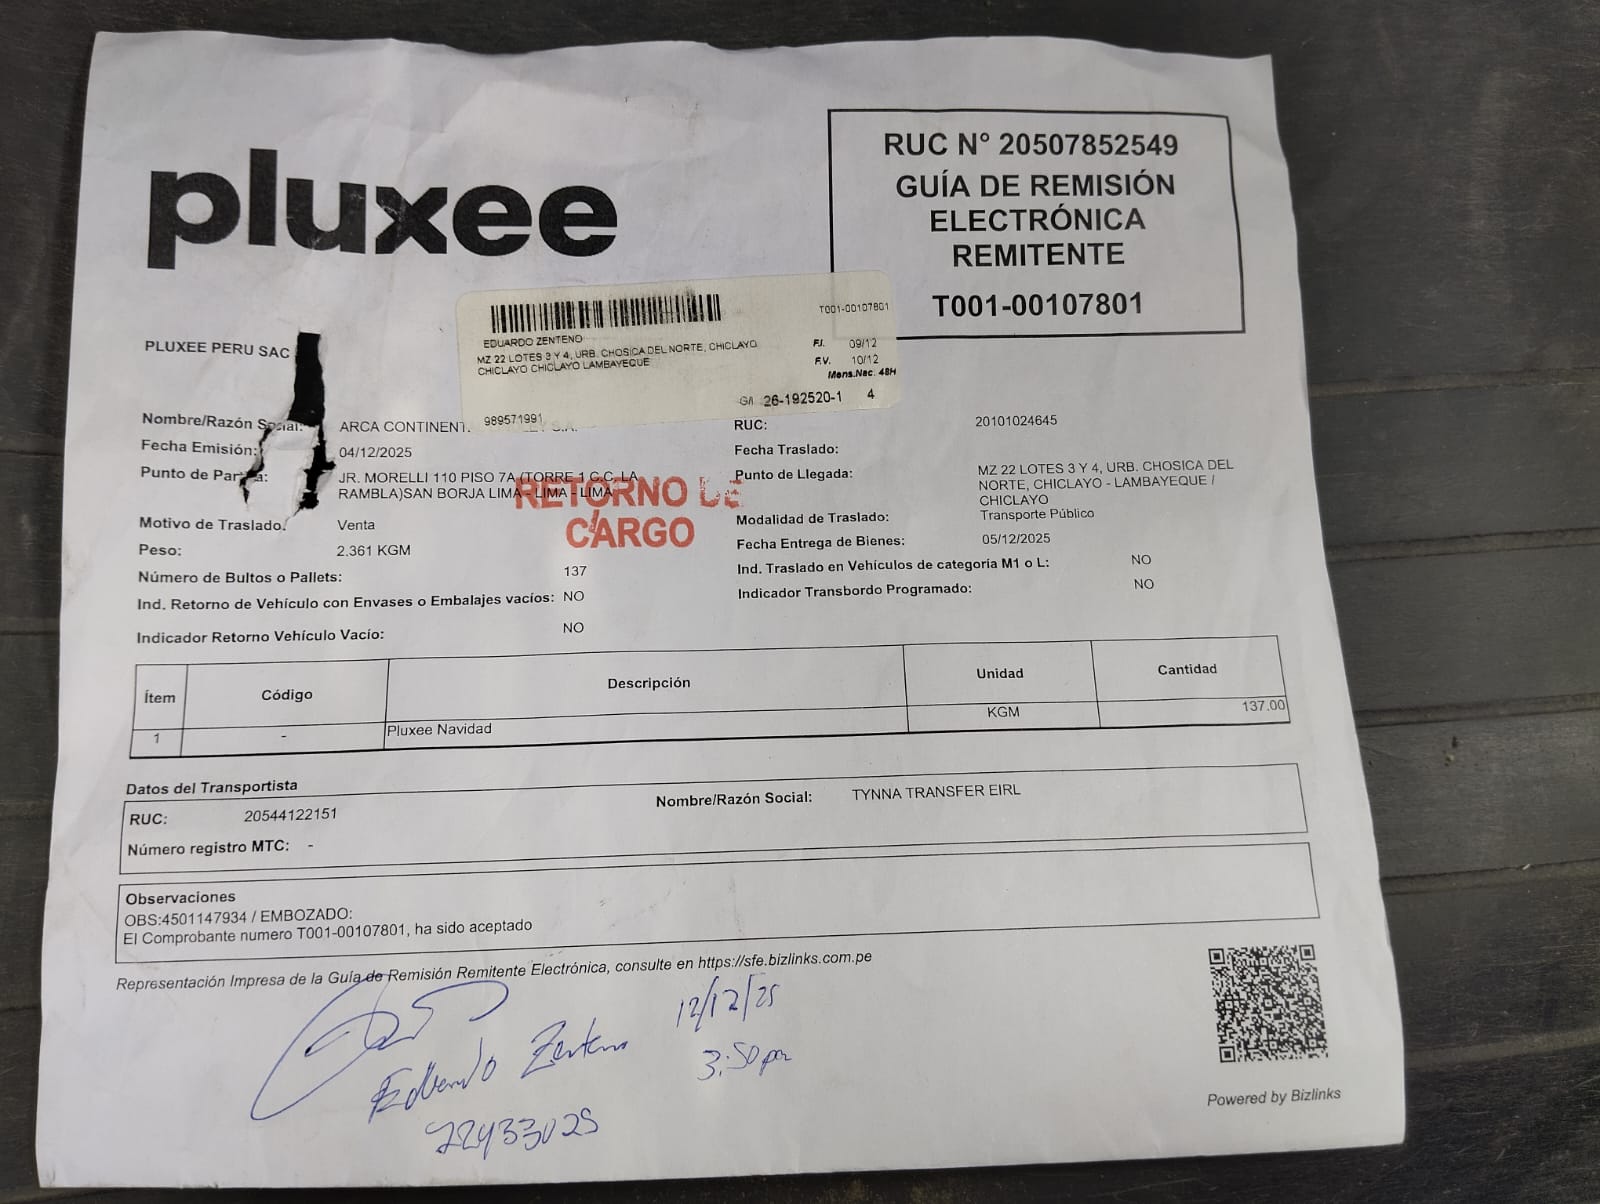 pluxee
RUC N° 20507852549
GUÍA DE REMISIÓN
ELECTRÓNICA
REMITENTE
T001-00107801
PLUXEE PERU SAC
T001-00107801
EDUARDO ZENTENO
MZ 22 LOTES 3 Y 4, URB. CHOSICA DEL NORTE, CHICLAYO
CHICLAYO CHICLAYO LAMBAYEQUE
F.I. 09/12
F.V. 10/12
Mens.Nac. 48H
G/I 26-192520-1 4
989571991
Nombre/Razón Social: ARCA CONTINENT. S.A.
RUC: 20101024645
Fecha Emisión: 04/12/2025
Fecha Traslado:
Punto de Partida: JR. MORELLI 110 PISO 7A (TORRE 1 C.C. LA
RAMBLA)SAN BORJA LIMA - LIMA - LIMA
Punto de Llegada: MZ 22 LOTES 3 Y 4, URB. CHOSICA DEL
NORTE, CHICLAYO - LAMBAYEQUE /
CHICLAYO
RETORNO DE
CARGO
Motivo de Traslado: Venta
Modalidad de Traslado: Transporte Público
Peso: 2.361 KGM
Fecha Entrega de Bienes: 05/12/2025
Número de Bultos o Pallets: 137
Ind. Traslado en Vehículos de categoría M1 o L: NO
Ind. Retorno de Vehículo con Envases o Embalajes vacíos: NO
Indicador Transbordo Programado: NO
Indicador Retorno Vehículo Vacío: NO
Ítem Código Descripción Unidad Cantidad
1 - Pluxee Navidad KGM 137.00
Datos del Transportista
RUC: 20544122151 Nombre/Razón Social: TYNNA TRANSFER EIRL
Número registro MTC: -
Observaciones
OBS:4501147934 / EMBOZADO:
El Comprobante numero T001-00107801, ha sido aceptado
Representación Impresa de la Guía de Remisión Remitente Electrónica, consulte en https://sfe.bizlinks.com.pe
Eduardo Zenteno
12/12/25
3:50 pm
Powered by Bizlinks